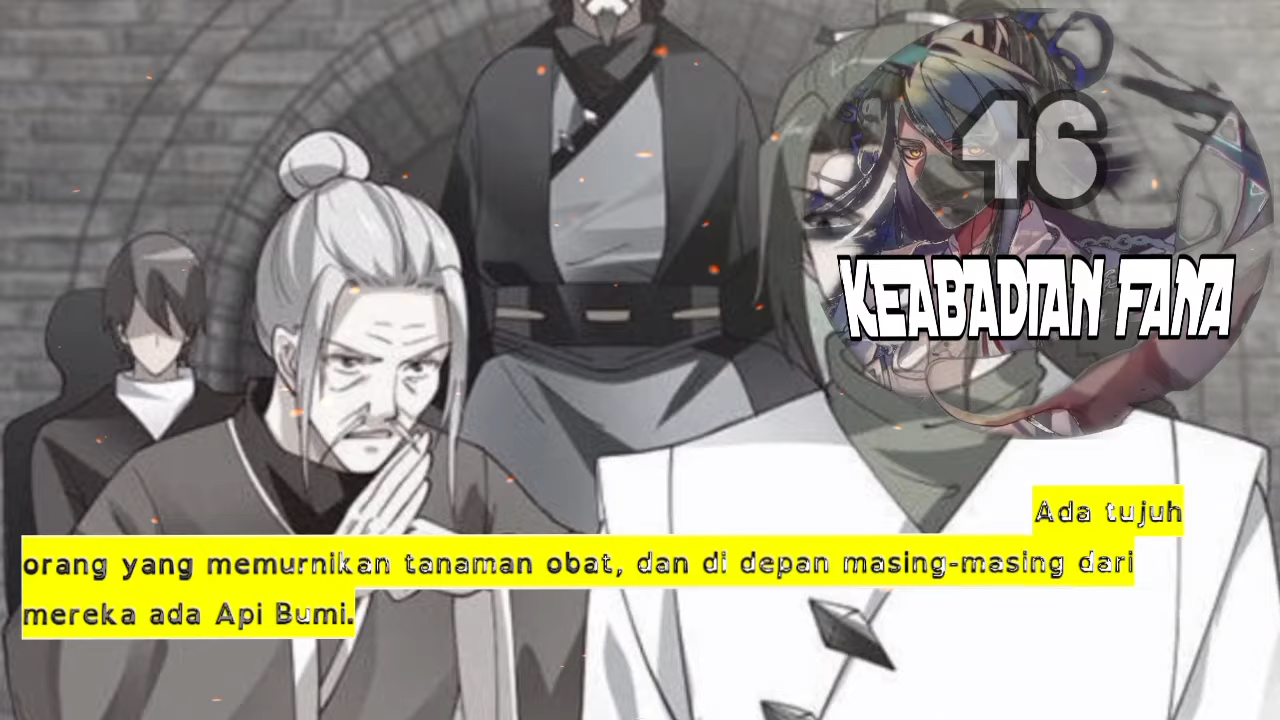 46
KEABADIAN FANA
Ada tujuh
orang yang memurnikan tanaman obat, dan di depan masing-masing dari
mereka ada Api Bumi.